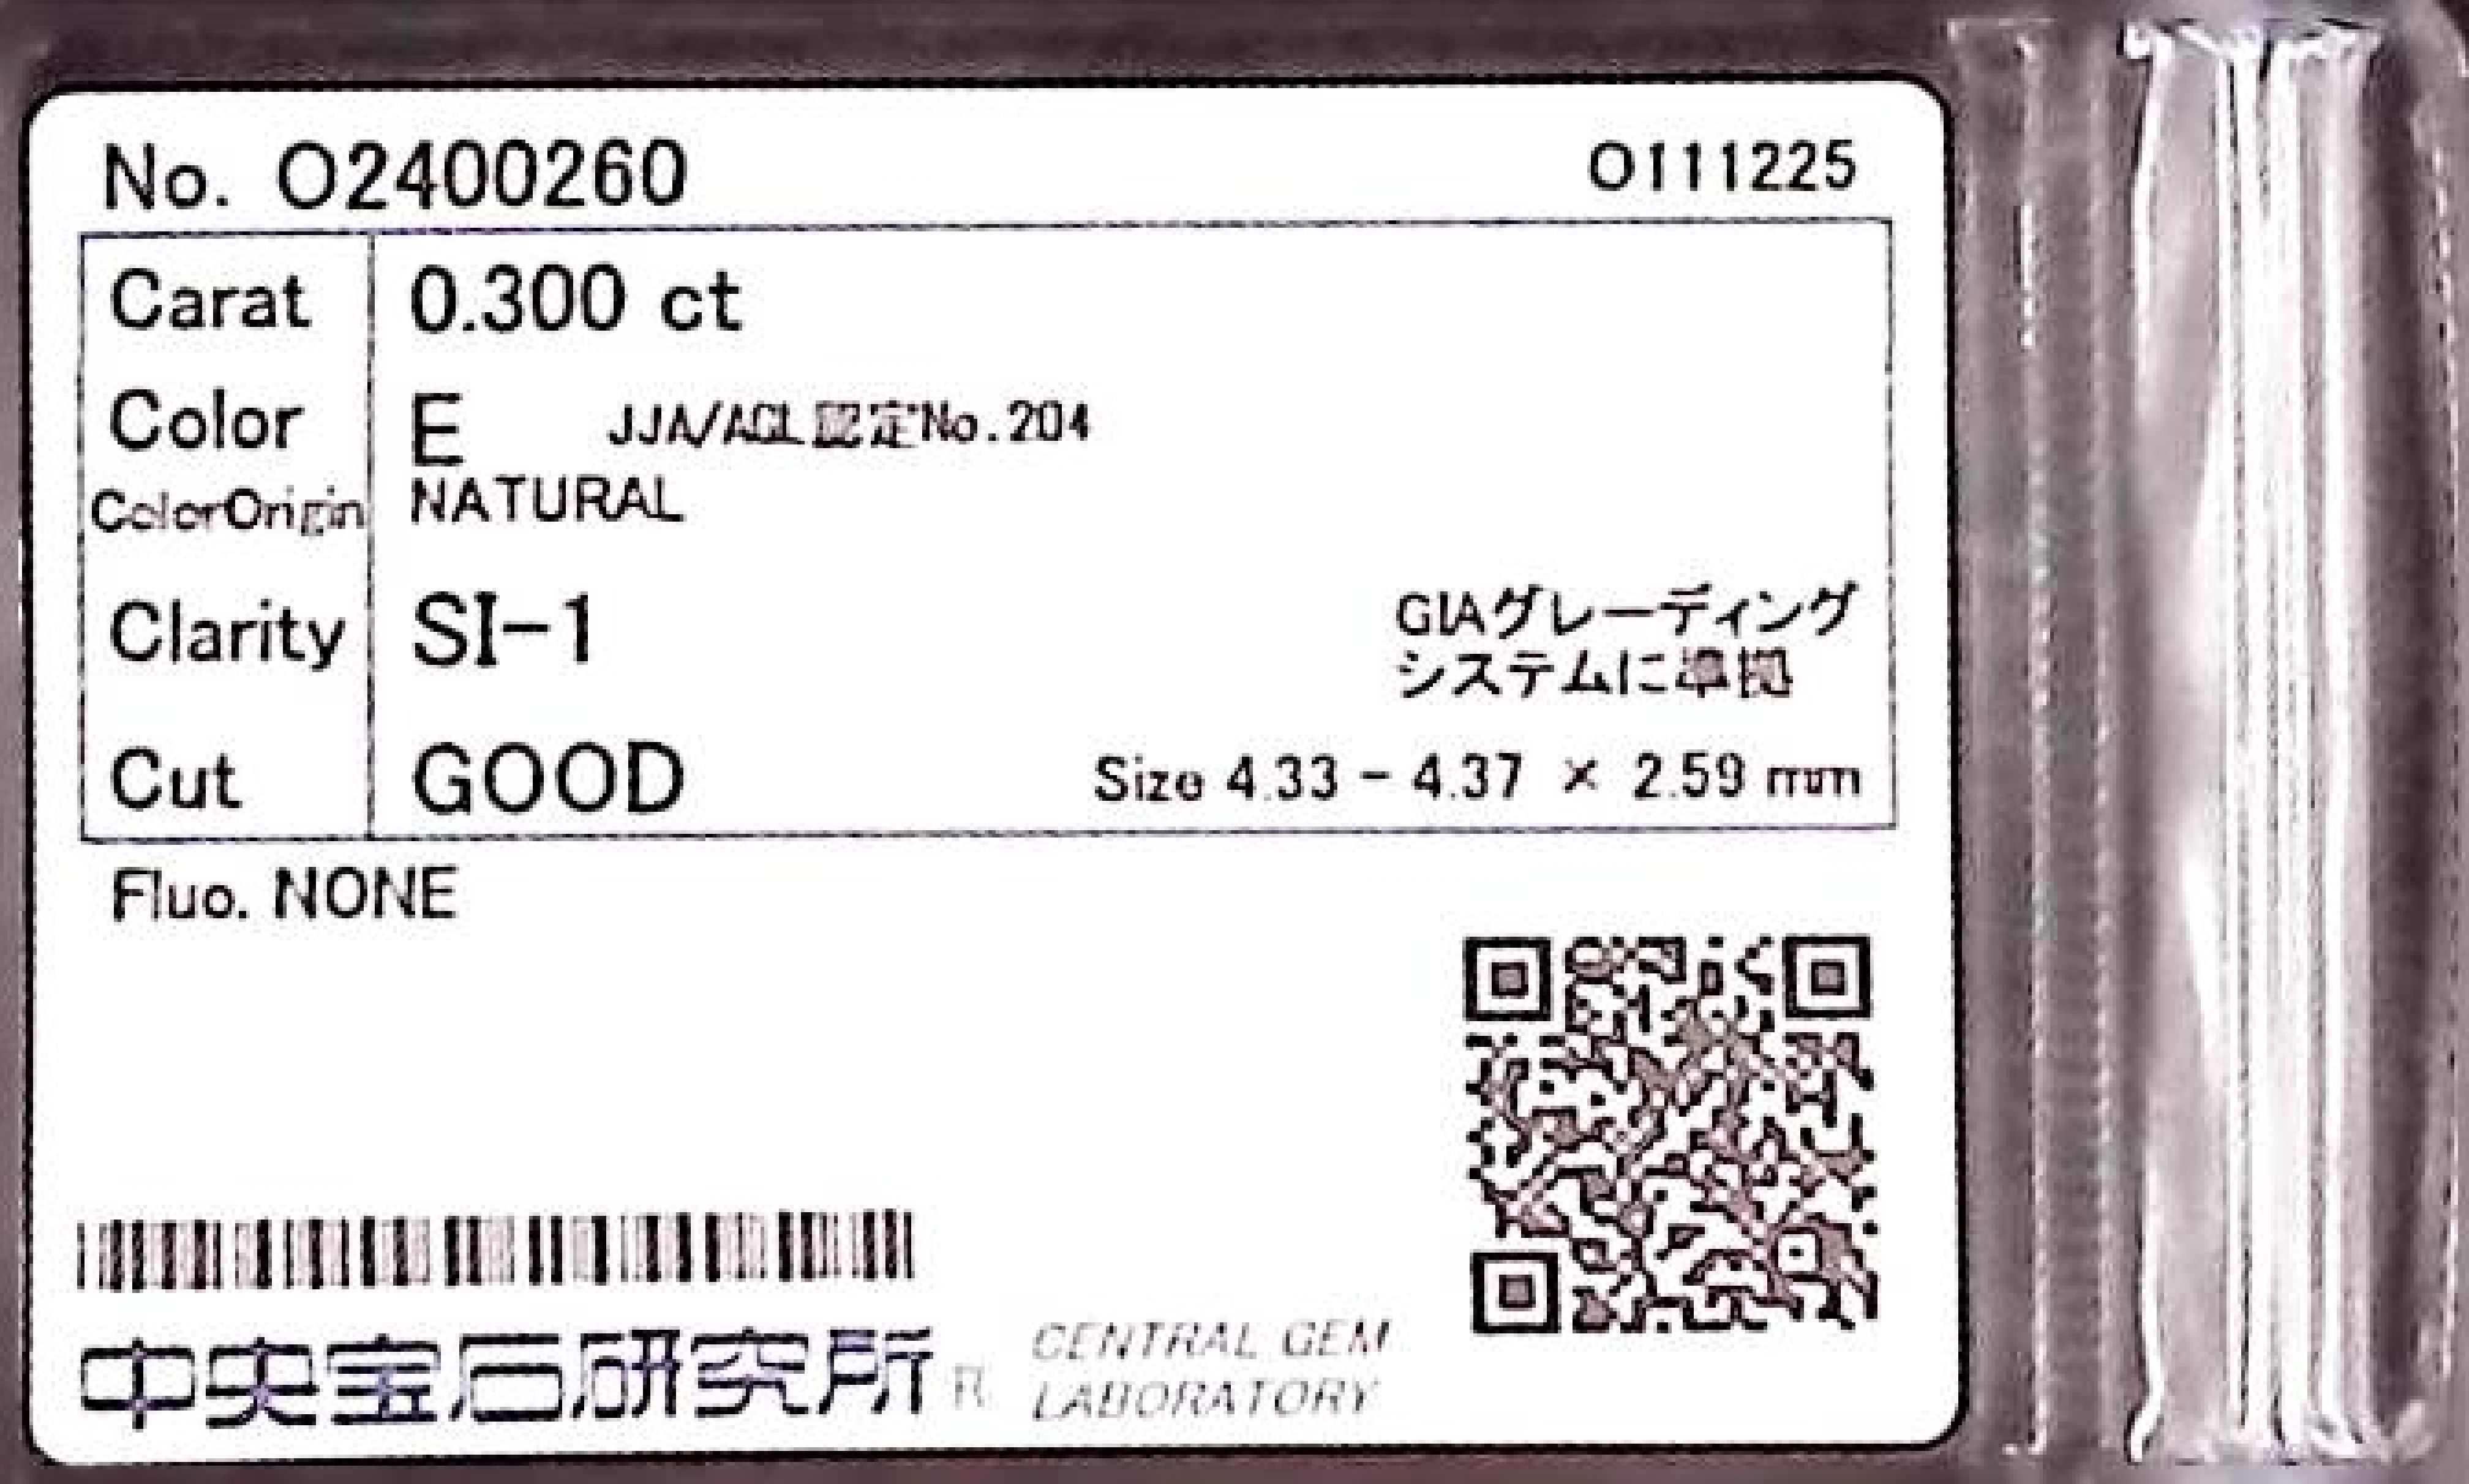 No. O2400260 O111225
Carat 0.300 ct
Color E JJA/AGL認定No.204
ColorOrigin NATURAL
Clarity SI-1
GIAグレーディング
システムに準拠
Cut GOOD Size 4.33 - 4.37 × 2.59 mm
Fluo. NONE
中央宝石研究所 R
CENTRAL GEM
LABORATORY